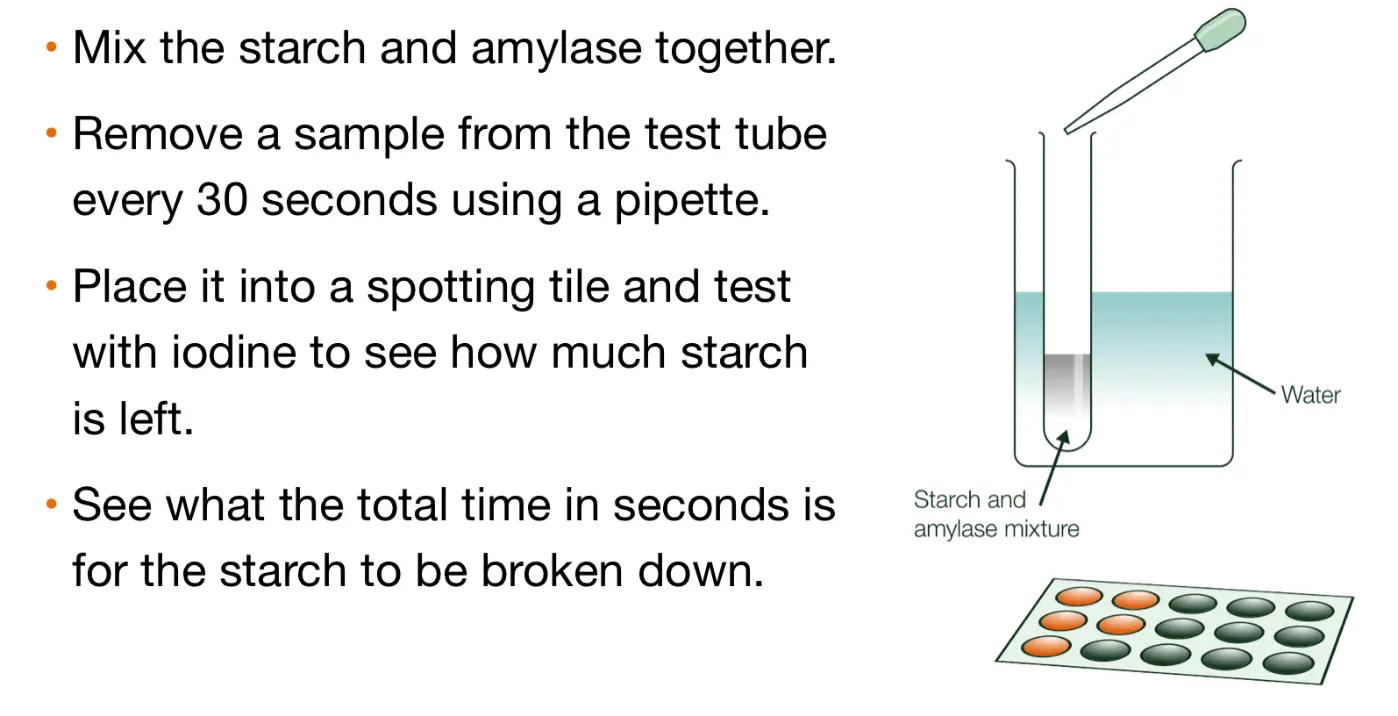 • Mix the starch and amylase together.
• Remove a sample from the test tube
every 30 seconds using a pipette.
• Place it into a spotting tile and test
with iodine to see how much starch
is left.
• See what the total time in seconds is
for the starch to be broken down.
Water
Starch and
amylase mixture